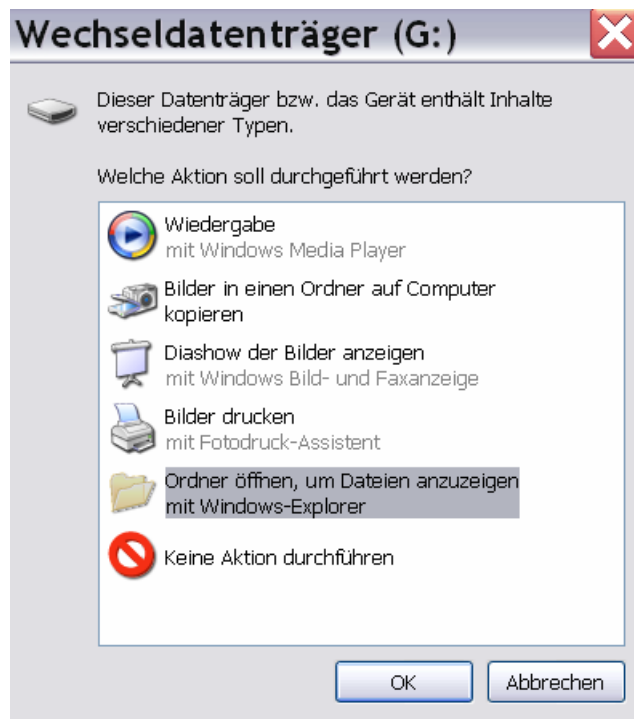 Wechseldatenträger (G:)
Dieser Datenträger bzw. das Gerät enthält Inhalte
verschiedener Typen.
Welche Aktion soll durchgeführt werden?
Wiedergabe
mit Windows Media Player
Bilder in einen Ordner auf Computer
kopieren
Diashow der Bilder anzeigen
mit Windows Bild- und Faxanzeige
Bilder drucken
mit Fotodruck-Assistent
Ordner öffnen, um Dateien anzuzeigen
mit Windows-Explorer
Keine Aktion durchführen
OK
Abbrechen